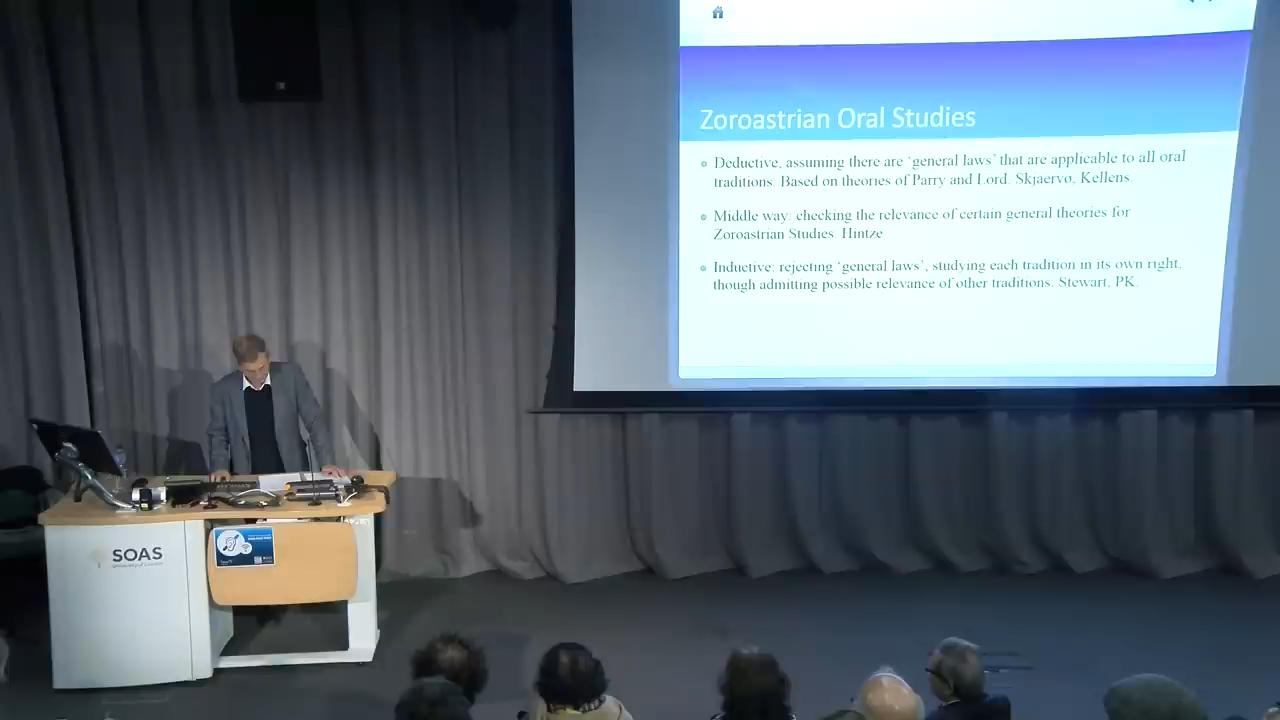 Zoroastrian Oral Studies
Deductive, assuming there are ‘general laws’ that are applicable to all oral
traditions. Based on theories of Parry and Lord. Skjaervø, Kellens.
Middle way: checking the relevance of certain general theories for
Zoroastrian Studies. Hintze
Inductive: rejecting ‘general laws’, studying each tradition in its own right,
though admitting possible relevance of other traditions. Stewart, PK.
SOAS
University of London